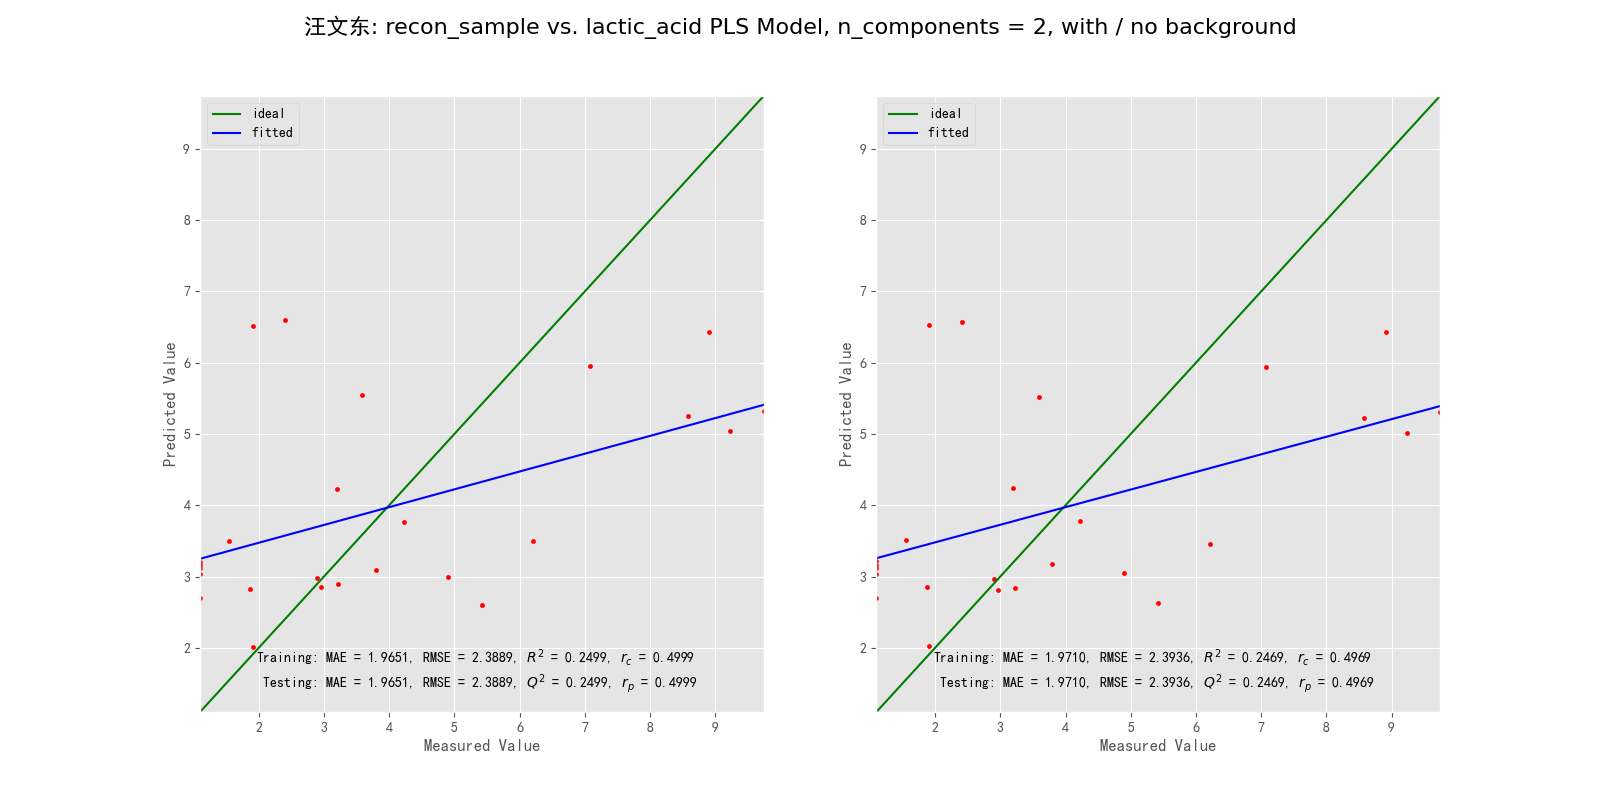 汪文东: recon_sample vs. lactic_acid PLS Model, n_components = 2, with / no background
ideal
fitted
9
8
7
6
5
4
3
2
Predicted Value
Training: MAE = 1.9651, RMSE = 2.3889, R² = 0.2499, r_c = 0.4999
Testing: MAE = 1.9651, RMSE = 2.3889, Q² = 0.2499, r_p = 0.4999
2 3 4 5 6 7 8 9
Measured Value
ideal
fitted
9
8
7
6
5
4
3
2
Predicted Value
Training: MAE = 1.9710, RMSE = 2.3936, R² = 0.2469, r_c = 0.4969
Testing: MAE = 1.9710, RMSE = 2.3936, Q² = 0.2469, r_p = 0.4969
2 3 4 5 6 7 8 9
Measured Value